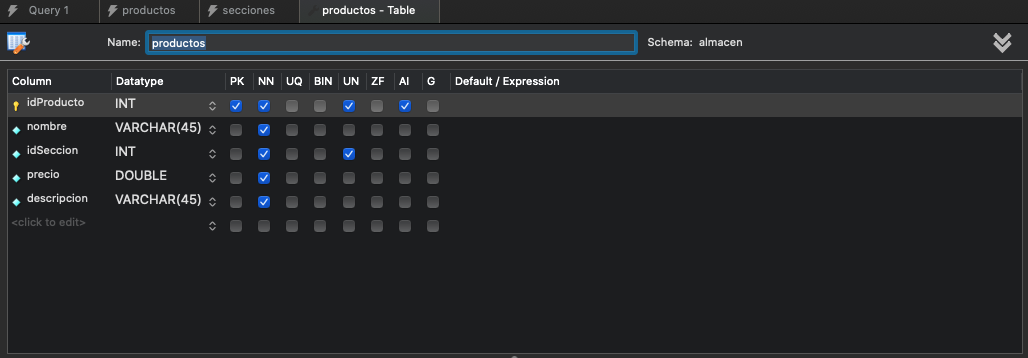 Query 1 productos secciones productos - Table
Name: productos Schema: almacen
Column Datatype PK NN UQ BIN UN ZF AI G Default / Expression
idProducto INT
nombre VARCHAR(45)
idSeccion INT
precio DOUBLE
descripcion VARCHAR(45)
<click to edit>